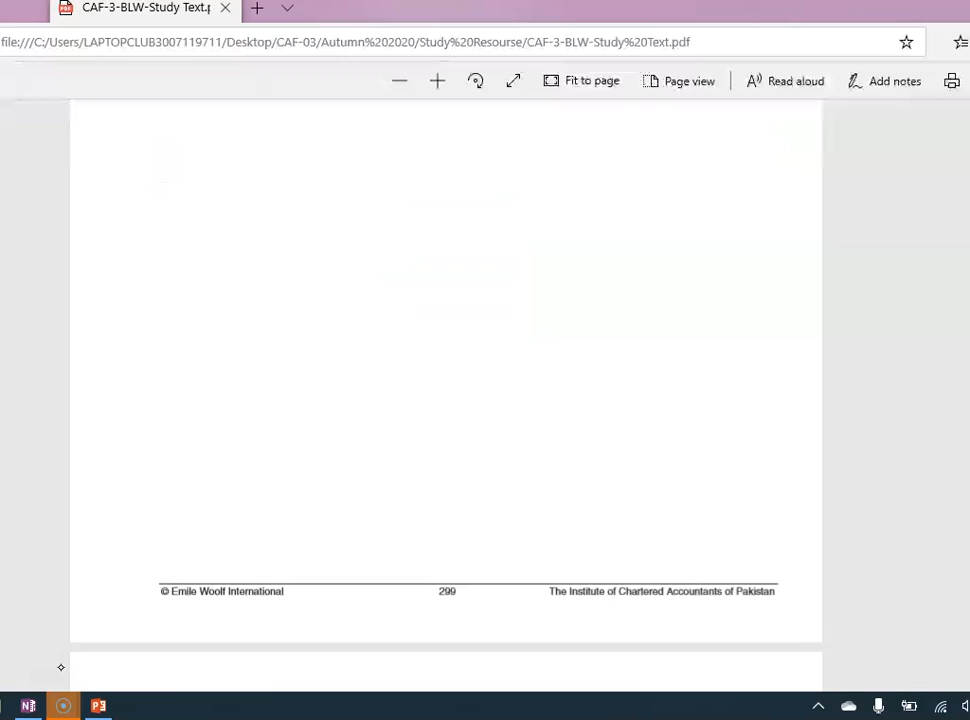 CAF-3-BLW-Study Text.p
file:///C:/Users/LAPTOPCLUB3007119711/Desktop/CAF-03/Autumn%202020/Study%20Resourse/CAF-3-BLW-Study%20Text.pdf
Fit to page Page view Read aloud Add notes
© Emile Woolf International 299 The Institute of Chartered Accountants of Pakistan